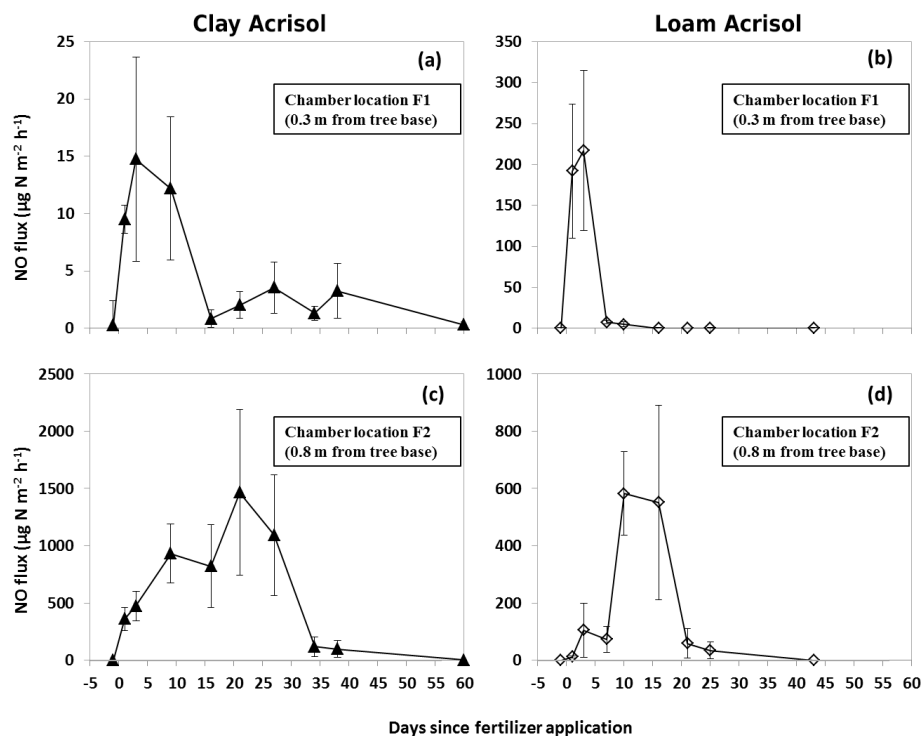 Clay Acrisol
Loam Acrisol
NO flux (µg N m⁻² h⁻¹)
25
20
15
10
5
0
(a)
Chamber location F1
(0.3 m from tree base)
350
300
250
200
150
100
50
0
(b)
Chamber location F1
(0.3 m from tree base)
NO flux (µg N m⁻² h⁻¹)
2500
2000
1500
1000
500
0
(c)
Chamber location F2
(0.8 m from tree base)
-5 0 5 10 15 20 25 30 35 40 45 50 55 60
1000
800
600
400
200
0
(d)
Chamber location F2
(0.8 m from tree base)
-5 0 5 10 15 20 25 30 35 40 45 50 55 60
Days since fertilizer application